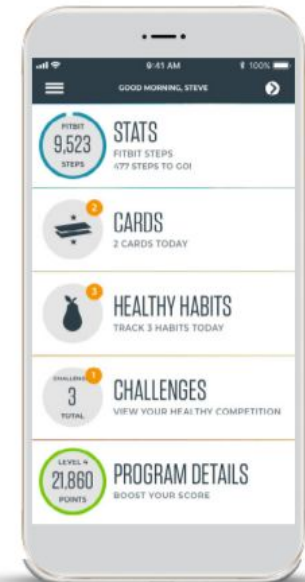 9:41 AM
100%
GOOD MORNING, STEVE
FITBIT
9,523
STEPS
STATS
FITBIT STEPS
477 STEPS TO GO!
2
CARDS
2 CARDS TODAY
3
HEALTHY HABITS
TRACK 3 HABITS TODAY
CHALLENGE
1
3
TOTAL
CHALLENGES
VIEW YOUR HEALTHY COMPETITION
LEVEL 4
21,860
POINTS
PROGRAM DETAILS
BOOST YOUR SCORE